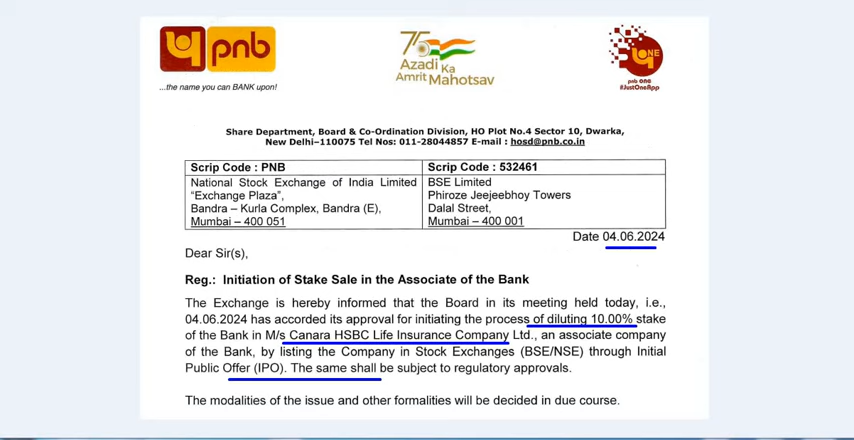 पnb
...the name you can BANK upon!
75
Azadi Ka
Amrit Mahotsav
पONE
pnb one
#JustOneApp
Share Department, Board & Co-Ordination Division, HO Plot No.4 Sector 10, Dwarka,
New Delhi–110075 Tel Nos: 011-28044857 E-mail : hosd@pnb.co.in
Scrip Code : PNB
National Stock Exchange of India Limited
"Exchange Plaza",
Bandra – Kurla Complex, Bandra (E),
Mumbai – 400 051
Scrip Code : 532461
BSE Limited
Phiroze Jeejeebhoy Towers
Dalal Street,
Mumbai – 400 001
Date 04.06.2024
Dear Sir(s),
Reg.: Initiation of Stake Sale in the Associate of the Bank
The Exchange is hereby informed that the Board in its meeting held today, i.e.,
04.06.2024 has accorded its approval for initiating the process of diluting 10.00% stake
of the Bank in M/s Canara HSBC Life Insurance Company Ltd., an associate company
of the Bank, by listing the Company in Stock Exchanges (BSE/NSE) through Initial
Public Offer (IPO). The same shall be subject to regulatory approvals.
The modalities of the issue and other formalities will be decided in due course.